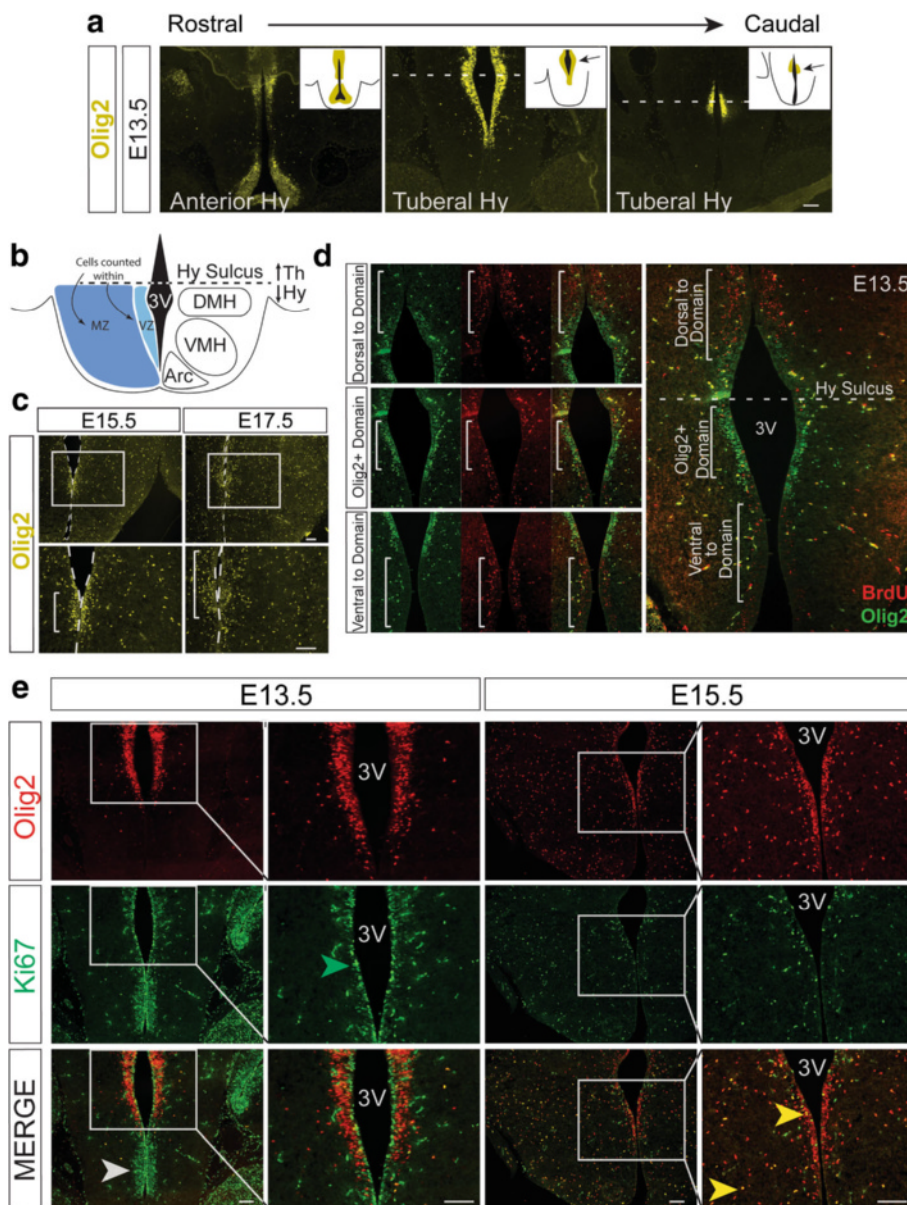 a
Rostral
Caudal
Olig2
E13.5
Anterior Hy
Tuberal Hy
Tuberal Hy
b
Cells counted
within
Hy Sulcus
Th
Hy
3V
MZ
VZ
DMH
VMH
Arc
c
E15.5
E17.5
Olig2
d
Dorsal to Domain
Olig2+ Domain
Ventral to Domain
E13.5
Dorsal to
Domain
Hy Sulcus
3V
Olig2+
Domain
Ventral
to Domain
BrdU
Olig2
e
E13.5
E15.5
Olig2
3V
3V
Ki67
3V
3V
MERGE
3V
3V